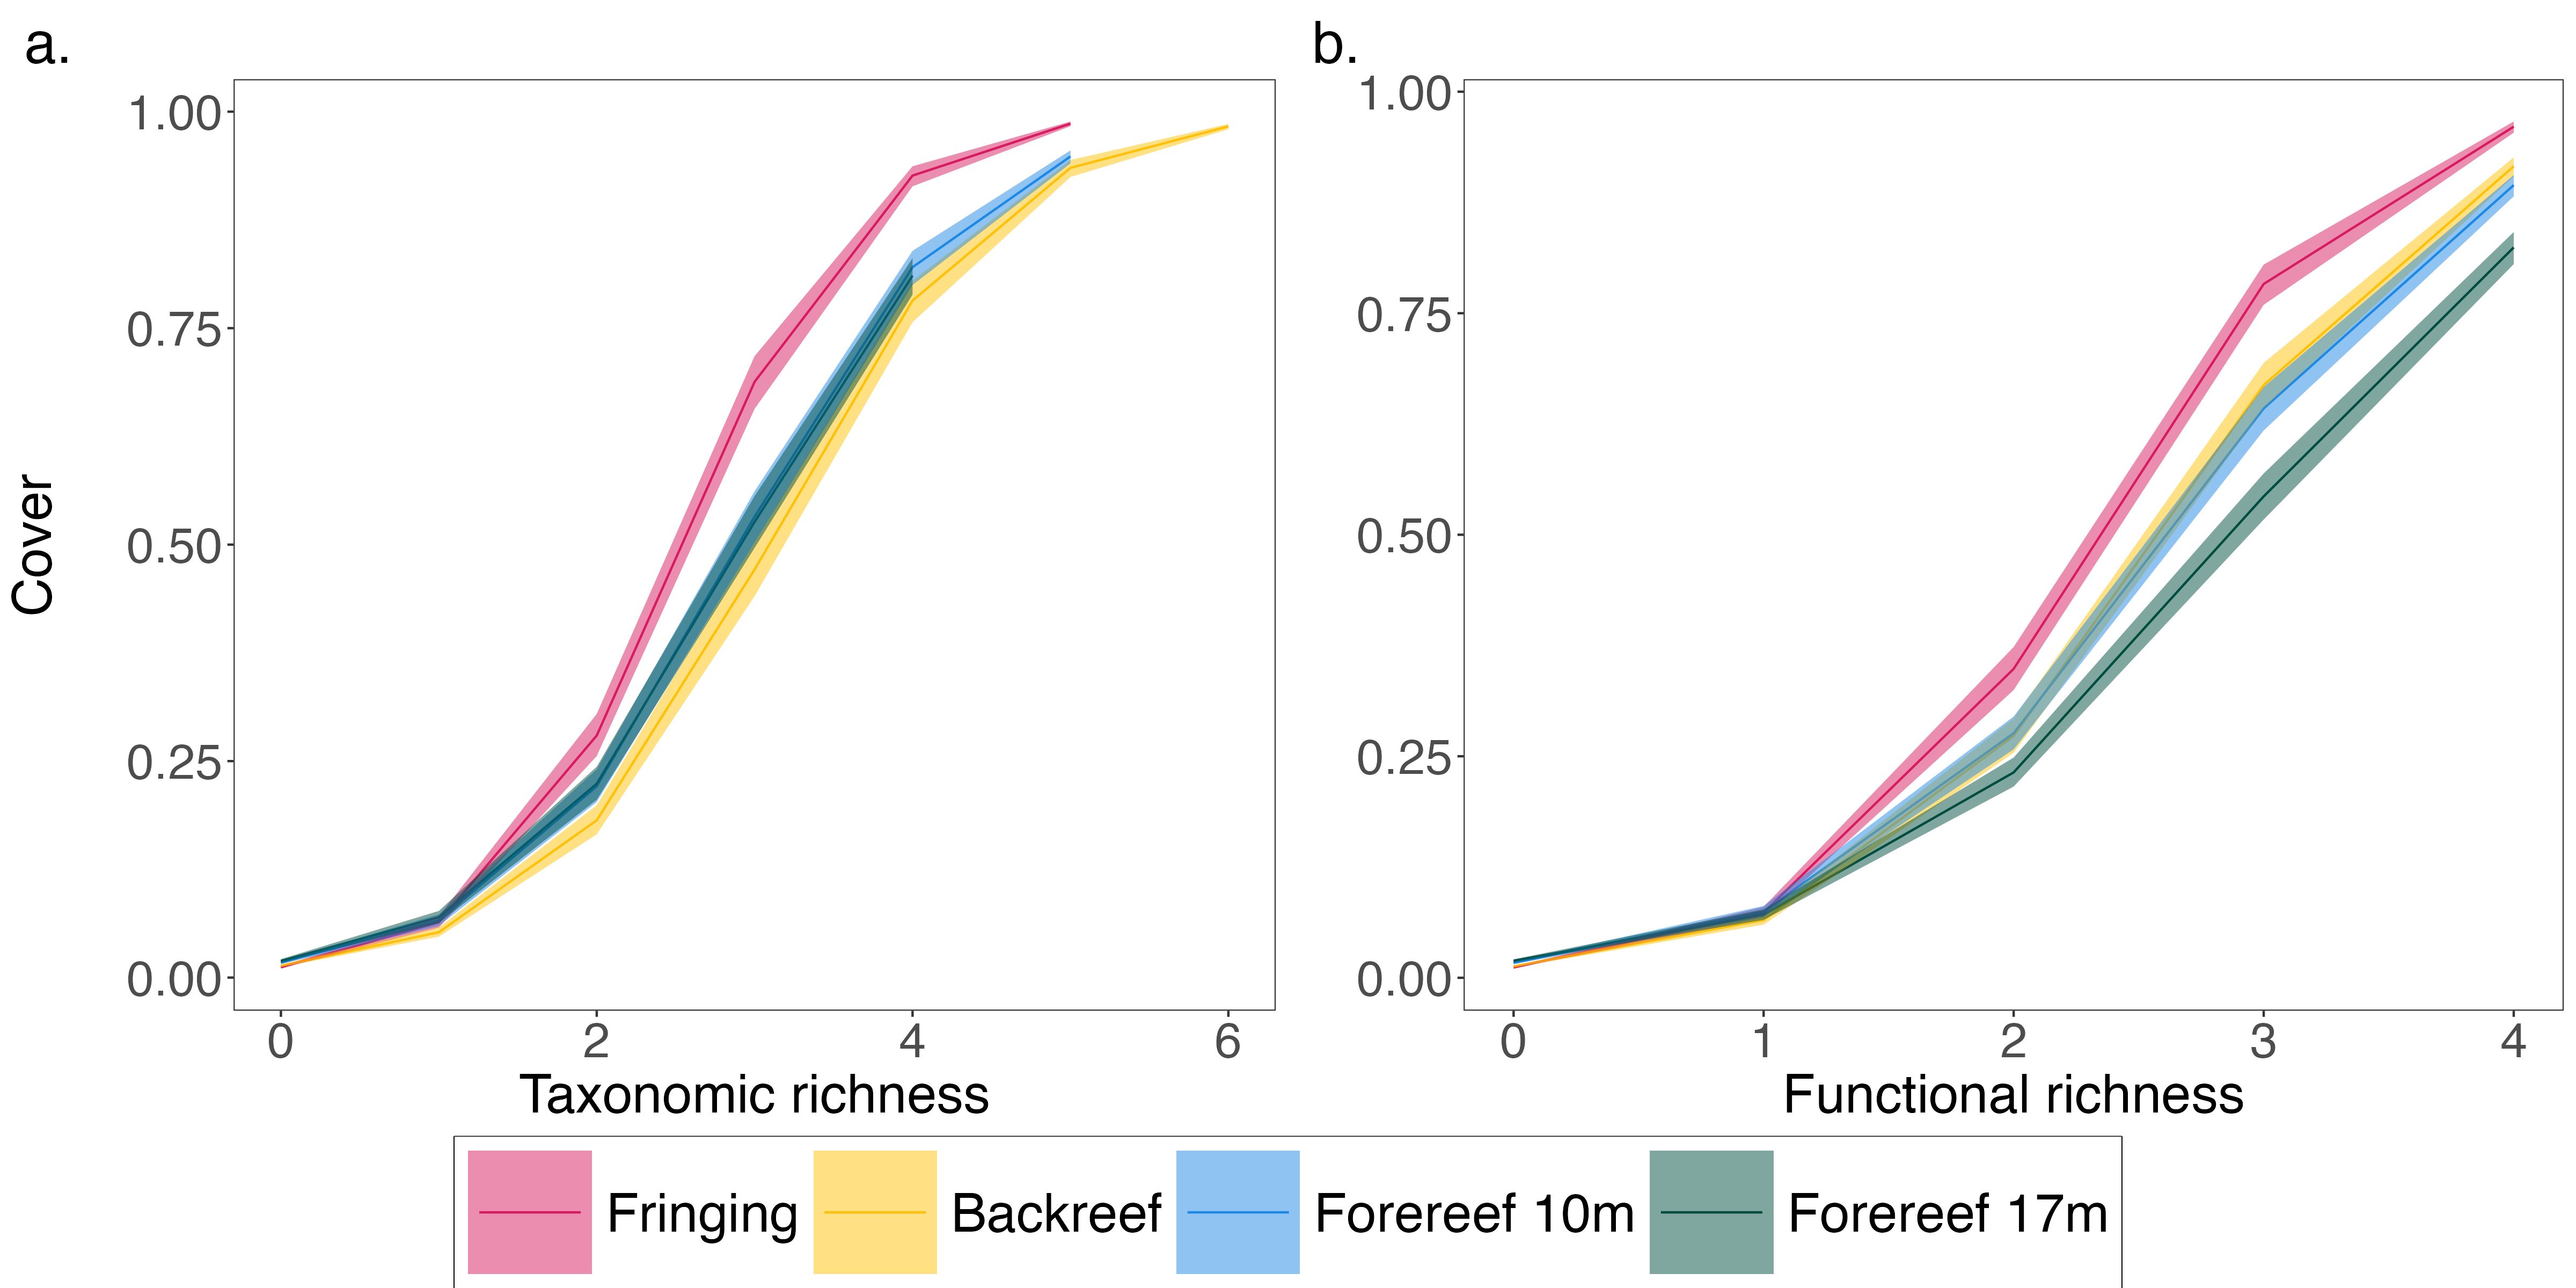 a.
1.00
0.75
0.50
0.25
0.00
Cover
0 2 4 6
Taxonomic richness
b.
1.00
0.75
0.50
0.25
0.00
0 1 2 3 4
Functional richness
Fringing Backreef Forereef 10m Forereef 17m